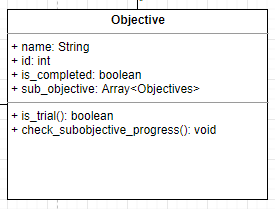 Objective
+ name: String
+ id: int
+ is_completed: boolean
+ sub_objective: Array<Objectives>
+ is_trial(): boolean
+ check_subobjective_progress(): void